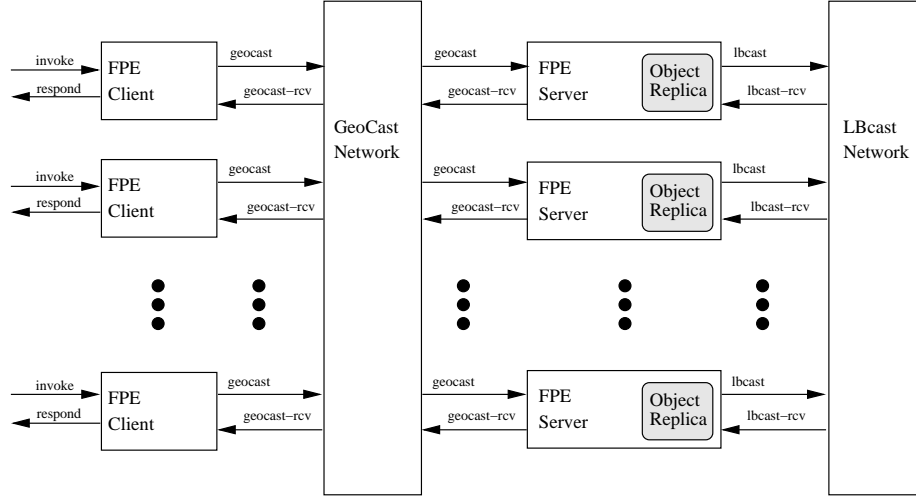 invoke
respond
FPE
Client
geocast
geocast−rcv
GeoCast
Network
geocast
geocast−rcv
FPE
Server
Object
Replica
lbcast
lbcast−rcv
LBcast
Network
invoke
respond
FPE
Client
geocast
geocast−rcv
geocast
geocast−rcv
FPE
Server
Object
Replica
lbcast
lbcast−rcv
invoke
respond
FPE
Client
geocast
geocast−rcv
geocast
geocast−rcv
FPE
Server
Object
Replica
lbcast
lbcast−rcv